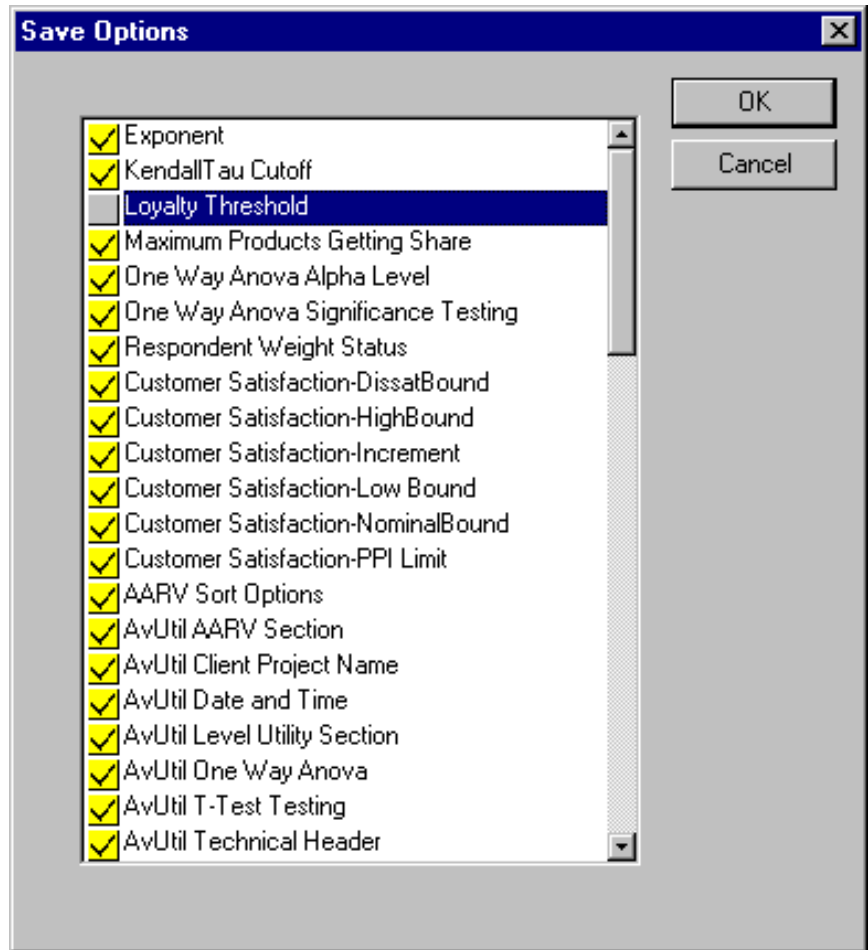 Save Options
OK
Cancel
Exponent
KendallTau Cutoff
Loyalty Threshold
Maximum Products Getting Share
One Way Anova Alpha Level
One Way Anova Significance Testing
Respondent Weight Status
Customer Satisfaction-DissatBound
Customer Satisfaction-HighBound
Customer Satisfaction-Increment
Customer Satisfaction-Low Bound
Customer Satisfaction-NominalBound
Customer Satisfaction-PPI Limit
AARV Sort Options
AvUtil AARV Section
AvUtil Client Project Name
AvUtil Date and Time
AvUtil Level Utility Section
AvUtil One Way Anova
AvUtil T-Test Testing
AvUtil Technical Header